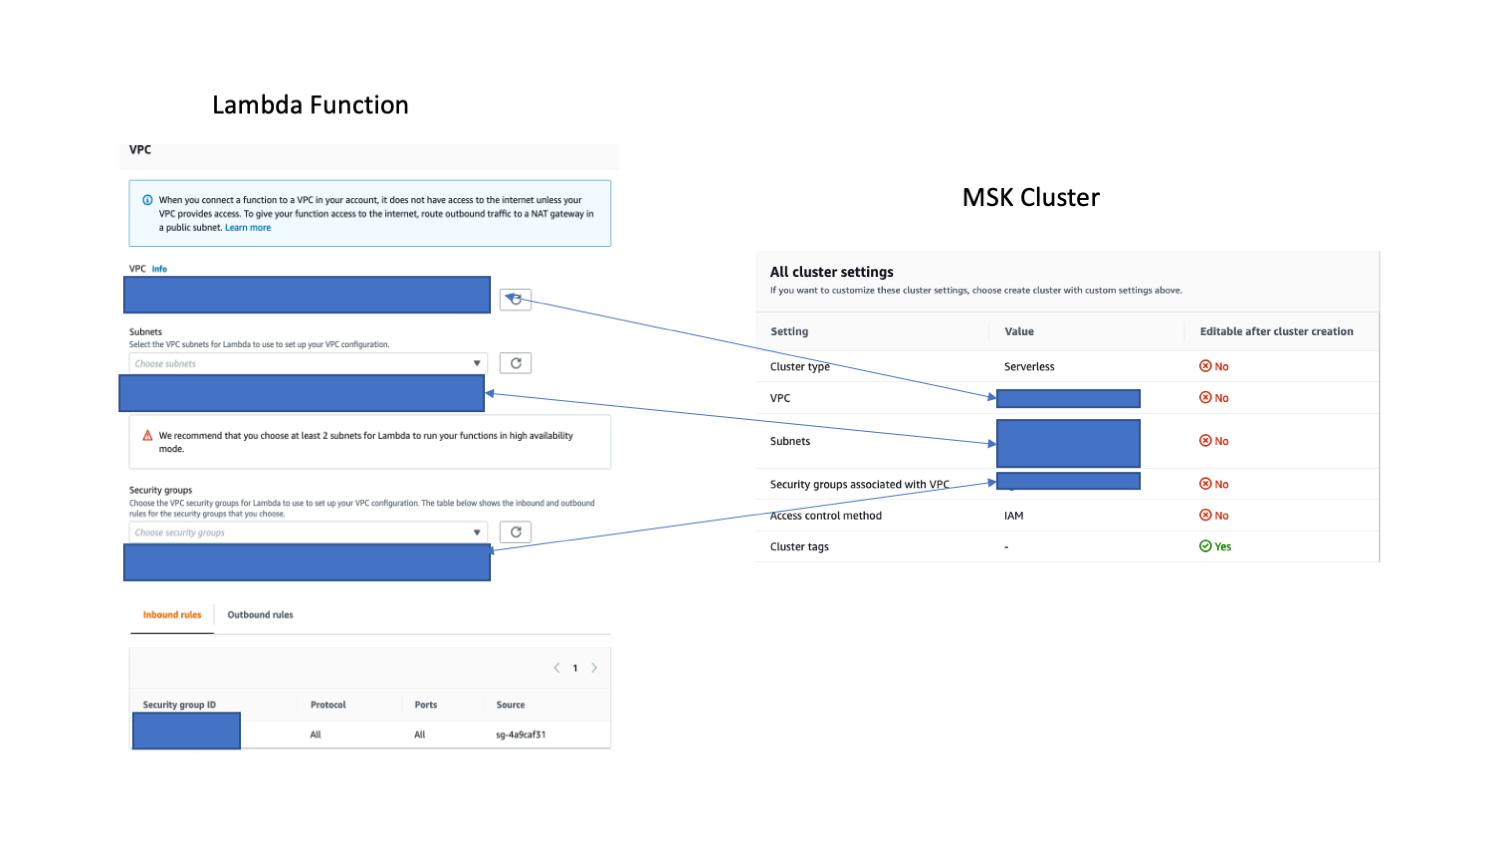 Lambda Function
VPC
When you connect a function to a VPC in your account, it does not have access to the internet unless your
VPC provides access. To give your function access to the internet, route outbound traffic to a NAT gateway in
a public subnet. Learn more
VPC Info
Subnets
Select the VPC subnets for Lambda to use to set up your VPC configuration.
Choose subnets
We recommend that you choose at least 2 subnets for Lambda to run your functions in high availability
mode.
Security groups
Choose the VPC security groups for Lambda to use to set up your VPC configuration. The table below shows the inbound and outbound
rules for the security groups that you choose.
Choose security groups
Inbound rules Outbound rules
1
Security group ID Protocol Ports Source
All All sg-4a9caf31
MSK Cluster
All cluster settings
If you want to customize these cluster settings, choose create cluster with custom settings above.
Setting Value Editable after cluster creation
Cluster type Serverless No
VPC No
Subnets No
Security groups associated with VPC No
Access control method IAM No
Cluster tags - Yes